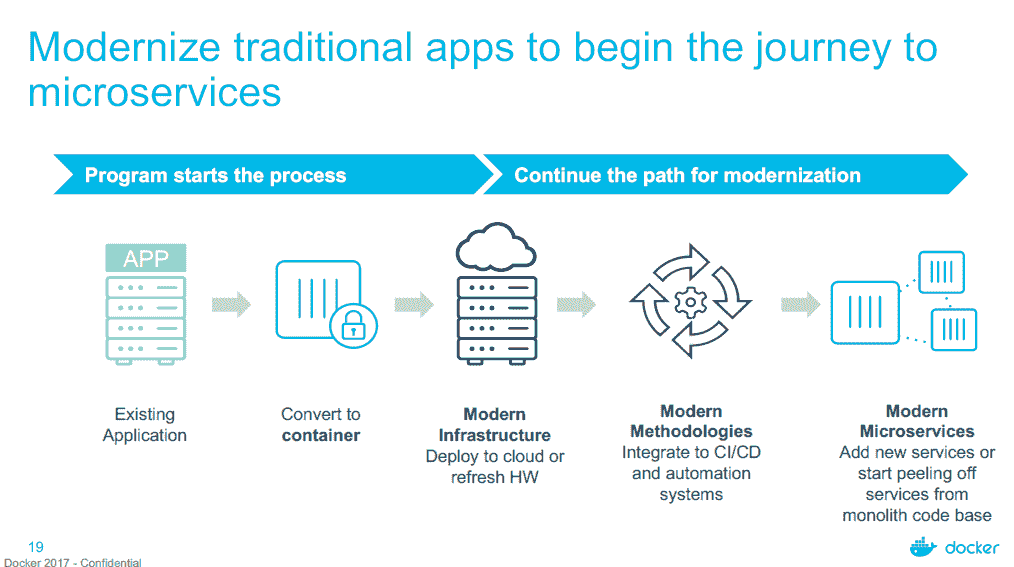 Modernize traditional apps to begin the journey to
microservices
Program starts the process
Continue the path for modernization
APP
Existing
Application
Convert to
container
Modern
Infrastructure
Deploy to cloud or
refresh HW
Modern
Methodologies
Integrate to CI/CD
and automation
systems
Modern
Microservices
Add new services or
start peeling off
services from
monolith code base
19
Docker 2017 - Confidential
docker